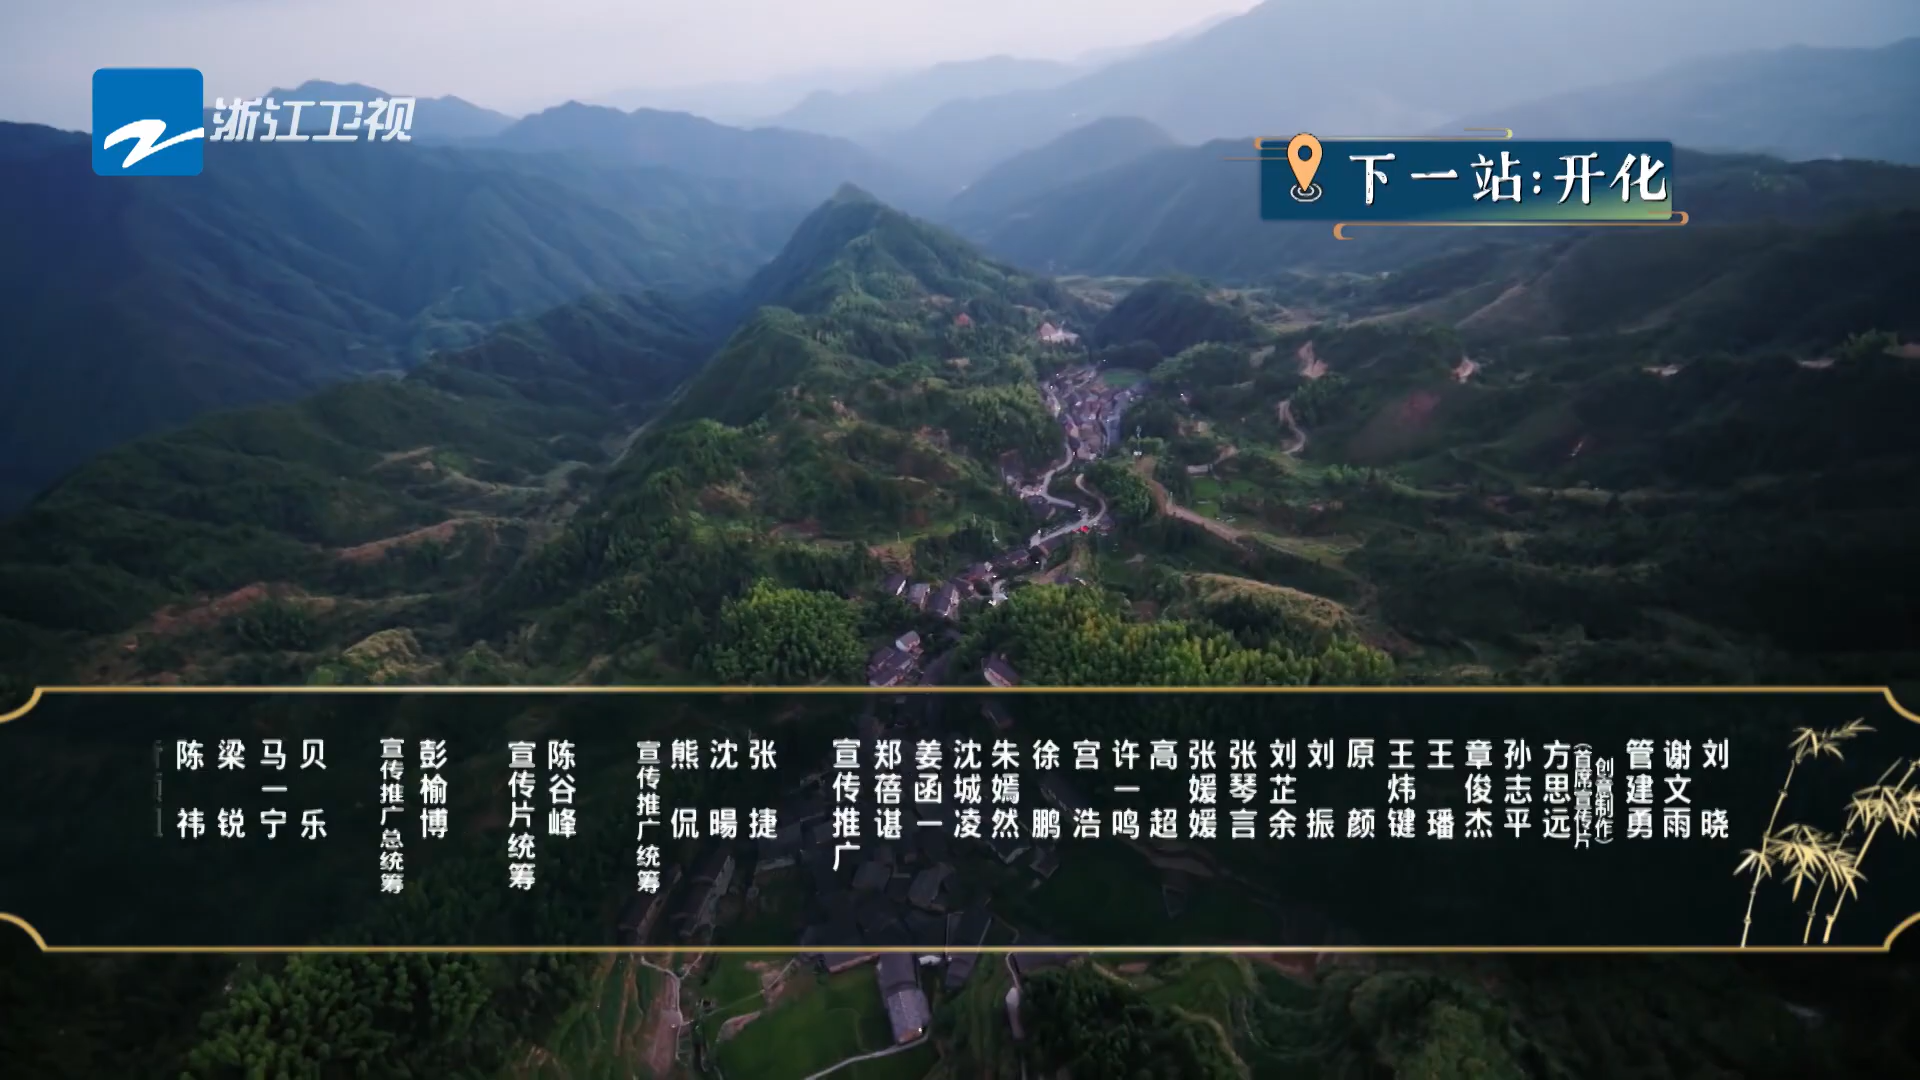 浙江卫视
下一站:开化
陈祎
梁锐
马一宁
贝乐
宣传推广总统筹
彭榆博
宣传片统筹
陈谷峰
宣传推广统筹
熊侃
沈暘
张捷
宣传推广
郑蓓谌
姜函一
沈城凌
朱嫣然
徐鹏
宫浩
许一鸣
高超
张媛媛
张琴言
刘芷余
刘振
原颜
王炜键
王璠
章俊杰
孙志平
方思远
(首席宣传片
创意制作)
管建勇
谢文雨
刘晓